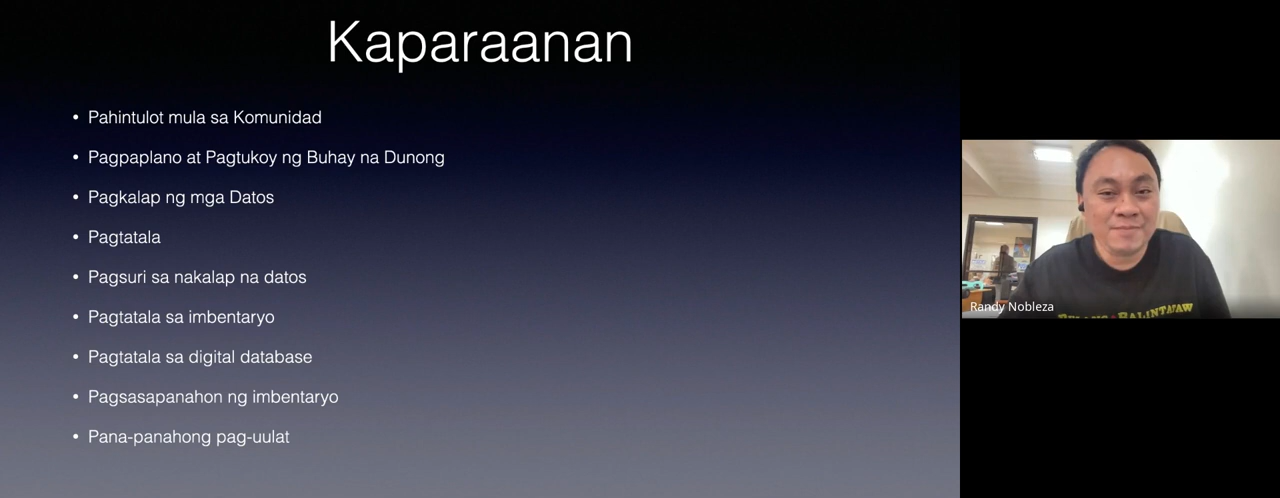 Kaparaanan
• Pahintulot mula sa Komunidad
• Pagpaplano at Pagtukoy ng Buhay na Dunong
• Pagkalap ng mga Datos
• Pagtatala
• Pagsuri sa nakalap na datos
• Pagtatala sa imbentaryo
• Pagtatala sa digital database
• Pagsasapanahon ng imbentaryo
• Pana-panahong pag-uulat
Randy Nobleza